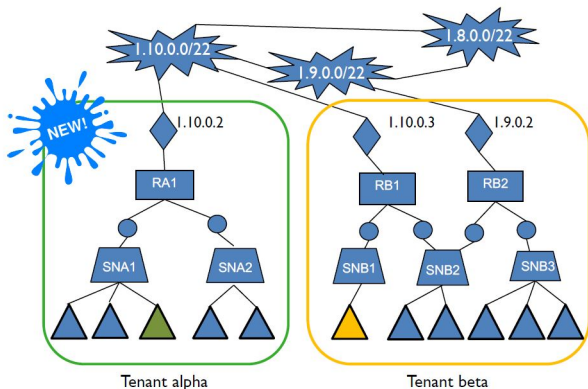 1.8.0.0/22
1.10.0.0/22
1.9.0.0/22
NEW!
1.10.0.2
1.10.0.3
1.9.0.2
RA1
RB1
RB2
SNA1
SNA2
SNB1
SNB2
SNB3
Tenant alpha
Tenant beta